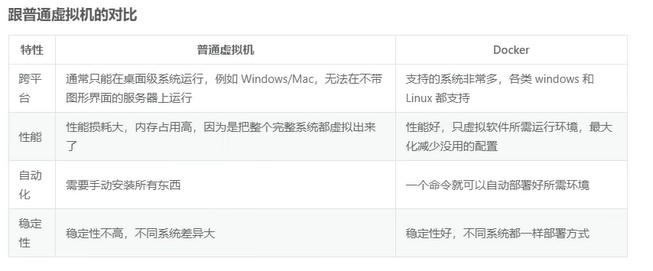 跟普通虚拟机的对比
特性 普通虚拟机 Docker
跨平台 通常只能在桌面级系统运行，例如 Windows/Mac，无法在不带图形界面的服务器上运行 支持的系统非常多，各类 windows 和 Linux 都支持
性能 性能损耗大，内存占用高，因为是把整个完整系统都虚拟出来了 性能好，只虚拟软件所需运行环境，最大化减少没用的配置
自动化 需要手动安装所有东西 一个命令就可以自动部署好所需环境
稳定性 稳定性不高，不同系统差异大 稳定性好，不同系统都一样部署方式